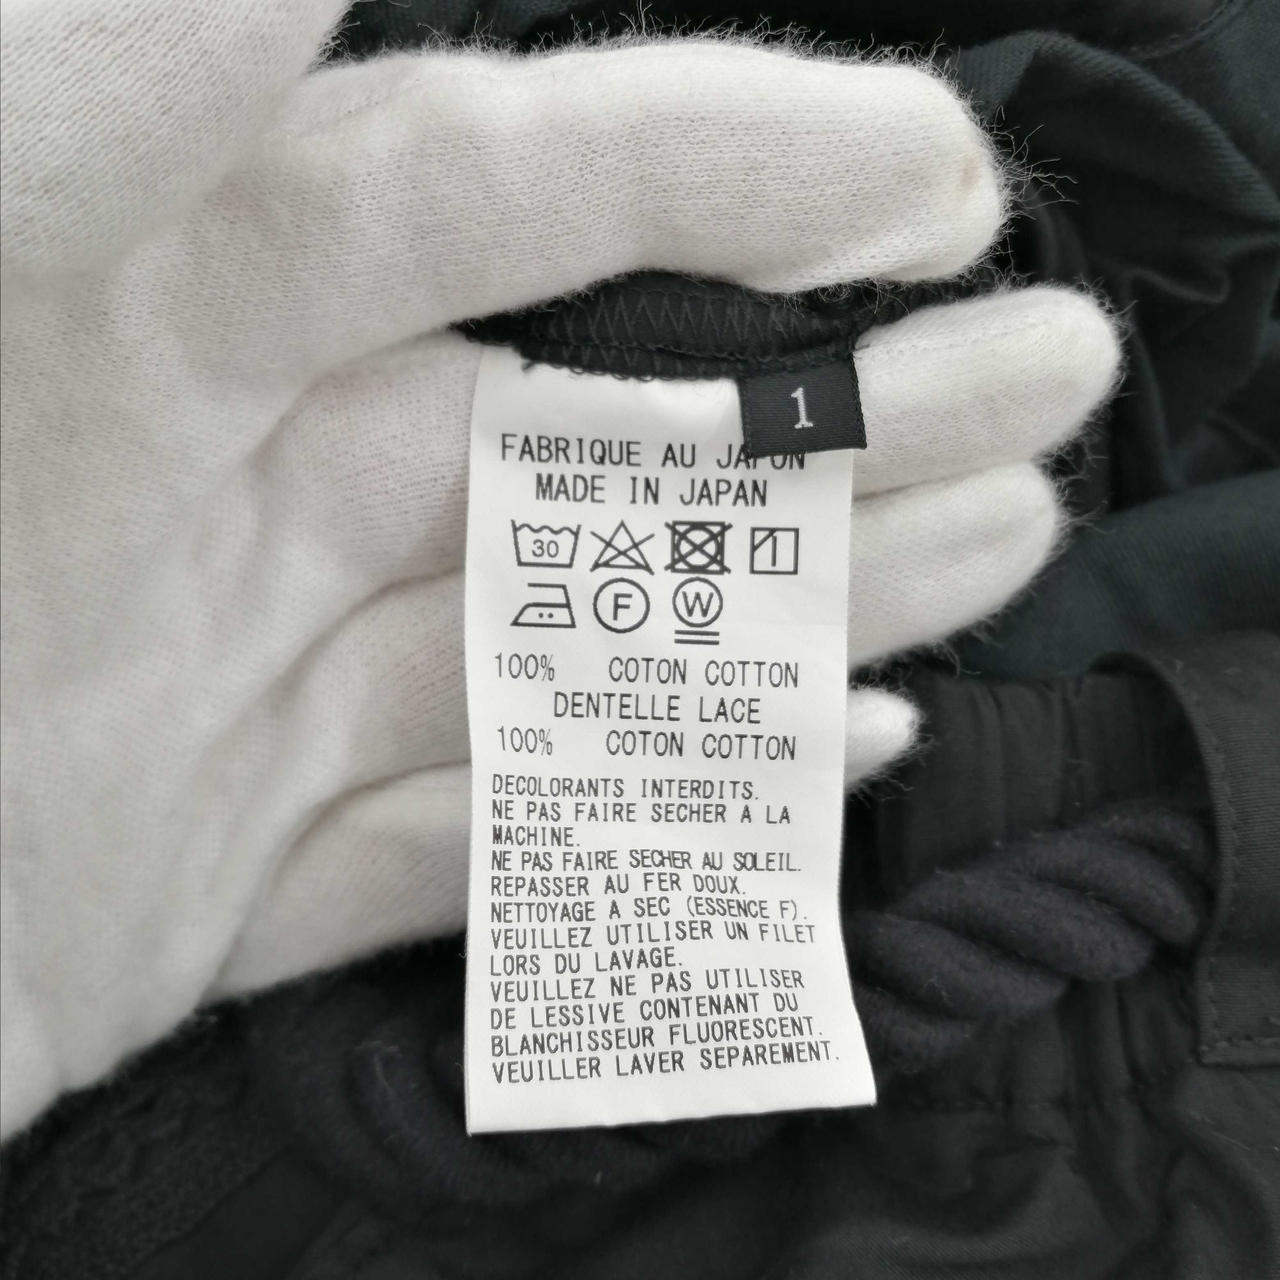 1
FABRIQUE AU JAPON
MADE IN JAPAN
30
F
W
100% COTON COTTON
DENTELLE LACE
100% COTON COTTON
DECOLORANTS INTERDITS.
NE PAS FAIRE SECHER A LA
MACHINE.
NE PAS FAIRE SECHER AU SOLEIL.
REPASSER AU FER DOUX.
NETTOYAGE A SEC (ESSENCE F).
VEUILLEZ UTILISER UN FILET
LORS DU LAVAGE.
VEUILLEZ NE PAS UTILISER
DE LESSIVE CONTENANT DU
BLANCHISSEUR FLUORESCENT.
VEUILLER LAVER SEPAREMENT.